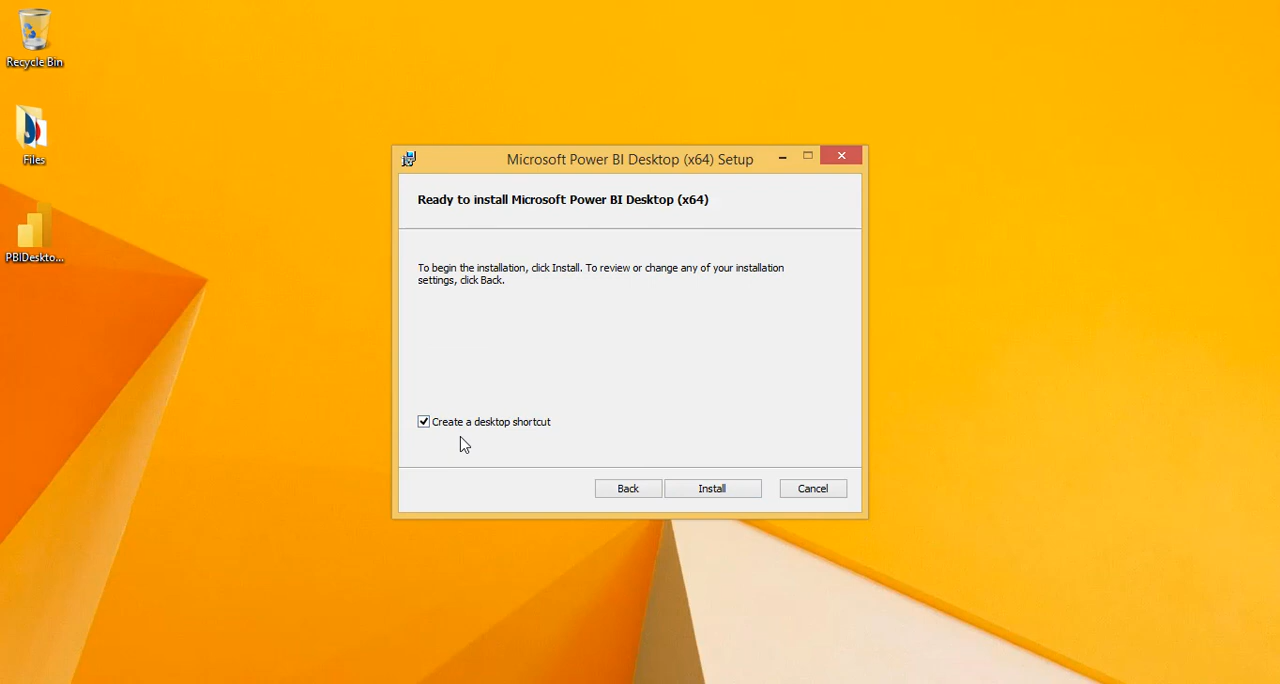 Recycle Bin
Files
PBIDeskto...
Microsoft Power BI Desktop (x64) Setup
Ready to install Microsoft Power BI Desktop (x64)
To begin the installation, click Install. To review or change any of your installation
settings, click Back.
Create a desktop shortcut
Back
Install
Cancel